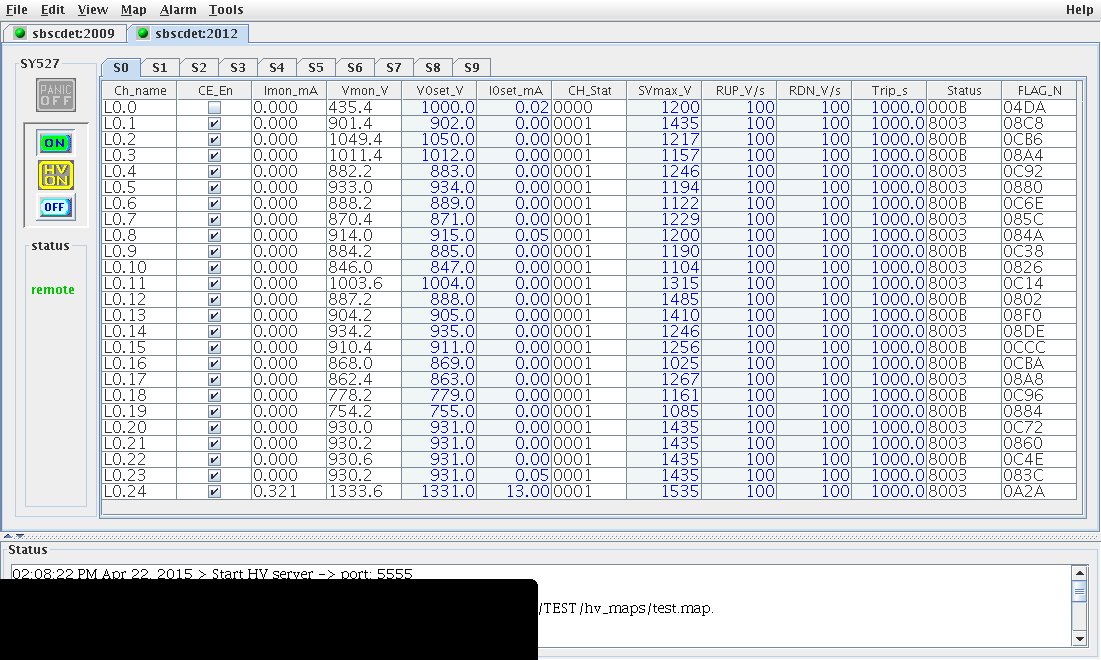 File Edit View Map Alarm Tools Help
sbscdet:2009 sbscdet:2012
SY527
S0 S1 S2 S3 S4 S5 S6 S7 S8 S9
PANIC OFF
ON
HV ON
OFF
status
remote
Ch_name CE_En Imon_mA Vmon_V V0set_V I0set_mA CH_Stat SVmax_V RUP_V/s RDN_V/s Trip_s Status FLAG_N
L0.0 0.000 435.4 1000.0 0.02 0000 1200 100 100 1000.0 000B 04DA
L0.1 0.000 901.4 902.0 0.00 0001 1435 100 100 1000.0 8003 08C8
L0.2 0.000 1049.4 1050.0 0.00 0001 1217 100 100 1000.0 800B 0CB6
L0.3 0.000 1011.4 1012.0 0.00 0001 1157 100 100 1000.0 800B 08A4
L0.4 0.000 882.2 883.0 0.00 0001 1246 100 100 1000.0 8003 0C92
L0.5 0.000 933.0 934.0 0.00 0001 1194 100 100 1000.0 8003 0880
L0.6 0.000 888.2 889.0 0.00 0001 1122 100 100 1000.0 800B 0C6E
L0.7 0.000 870.4 871.0 0.00 0001 1229 100 100 1000.0 8003 085C
L0.8 0.000 914.0 915.0 0.05 0001 1200 100 100 1000.0 8003 084A
L0.9 0.000 884.2 885.0 0.00 0001 1190 100 100 1000.0 800B 0C38
L0.10 0.000 846.0 847.0 0.00 0001 1104 100 100 1000.0 8003 0826
L0.11 0.000 1003.6 1004.0 0.00 0001 1315 100 100 1000.0 8003 0C14
L0.12 0.000 887.2 888.0 0.00 0001 1485 100 100 1000.0 800B 0802
L0.13 0.000 904.2 905.0 0.00 0001 1410 100 100 1000.0 800B 08F0
L0.14 0.000 934.2 935.0 0.00 0001 1246 100 100 1000.0 8003 08DE
L0.15 0.000 910.4 911.0 0.00 0001 1256 100 100 1000.0 800B 0CCC
L0.16 0.000 868.0 869.0 0.00 0001 1025 100 100 1000.0 800B 0CBA
L0.17 0.000 862.4 863.0 0.00 0001 1267 100 100 1000.0 8003 08A8
L0.18 0.000 778.2 779.0 0.00 0001 1161 100 100 1000.0 800B 0C96
L0.19 0.000 754.2 755.0 0.00 0001 1085 100 100 1000.0 800B 0884
L0.20 0.000 930.0 931.0 0.00 0001 1435 100 100 1000.0 8003 0C72
L0.21 0.000 930.2 931.0 0.00 0001 1435 100 100 1000.0 8003 0860
L0.22 0.000 930.6 931.0 0.00 0001 1435 100 100 1000.0 800B 0C4E
L0.23 0.000 930.2 931.0 0.05 0001 1435 100 100 1000.0 8003 083C
L0.24 0.321 1333.6 1331.0 13.00 0001 1535 100 100 1000.0 8003 0A2A
Status
02:08:22 PM Apr 22, 2015 > Start HV server -> port: 5555
/TEST/hv_maps/test.map.